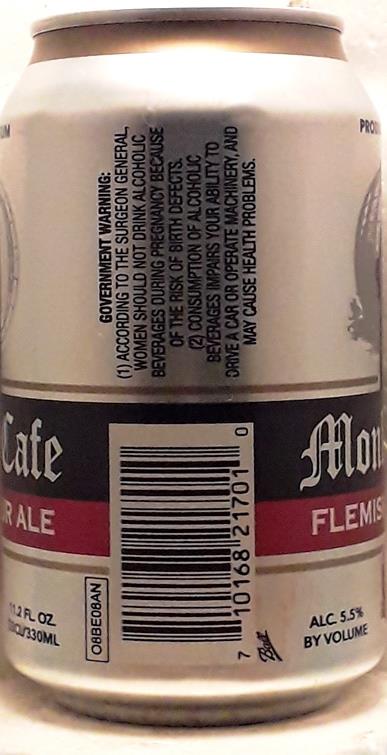 GOVERNMENT WARNING:
(1) ACCORDING TO THE SURGEON GENERAL,
WOMEN SHOULD NOT DRINK ALCOHOLIC
BEVERAGES DURING PREGNANCY BECAUSE
OF THE RISK OF BIRTH DEFECTS.
(2) CONSUMPTION OF ALCOHOLIC
BEVERAGES IMPAIRS YOUR ABILITY TO
DRIVE A CAR OR OPERATE MACHINERY, AND
MAY CAUSE HEALTH PROBLEMS.
Cafe
R ALE
Mon
FLEMIS
11.2 FL OZ.
/330ML
O8BE08AN
7 10168 21701 0
Ball
ALC. 5.5%
BY VOLUME